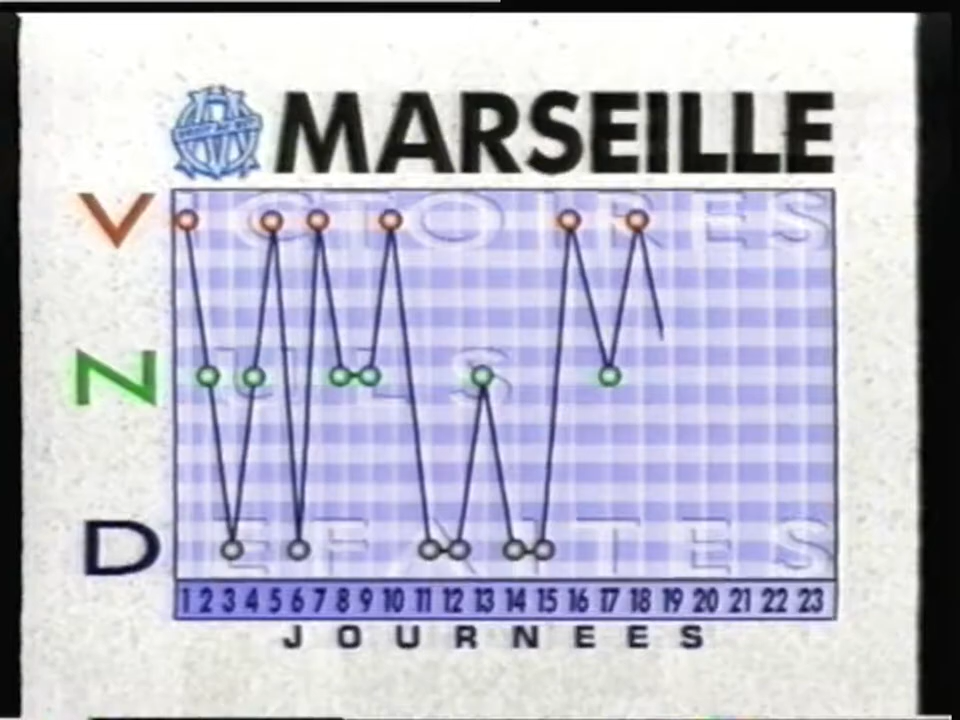 MARSEILLE
VICTOIRES
NULS
DEFAITES
1 2 3 4 5 6 7 8 9 10 11 12 13 14 15 16 17 18 19 20 21 22 23
JOURNEES